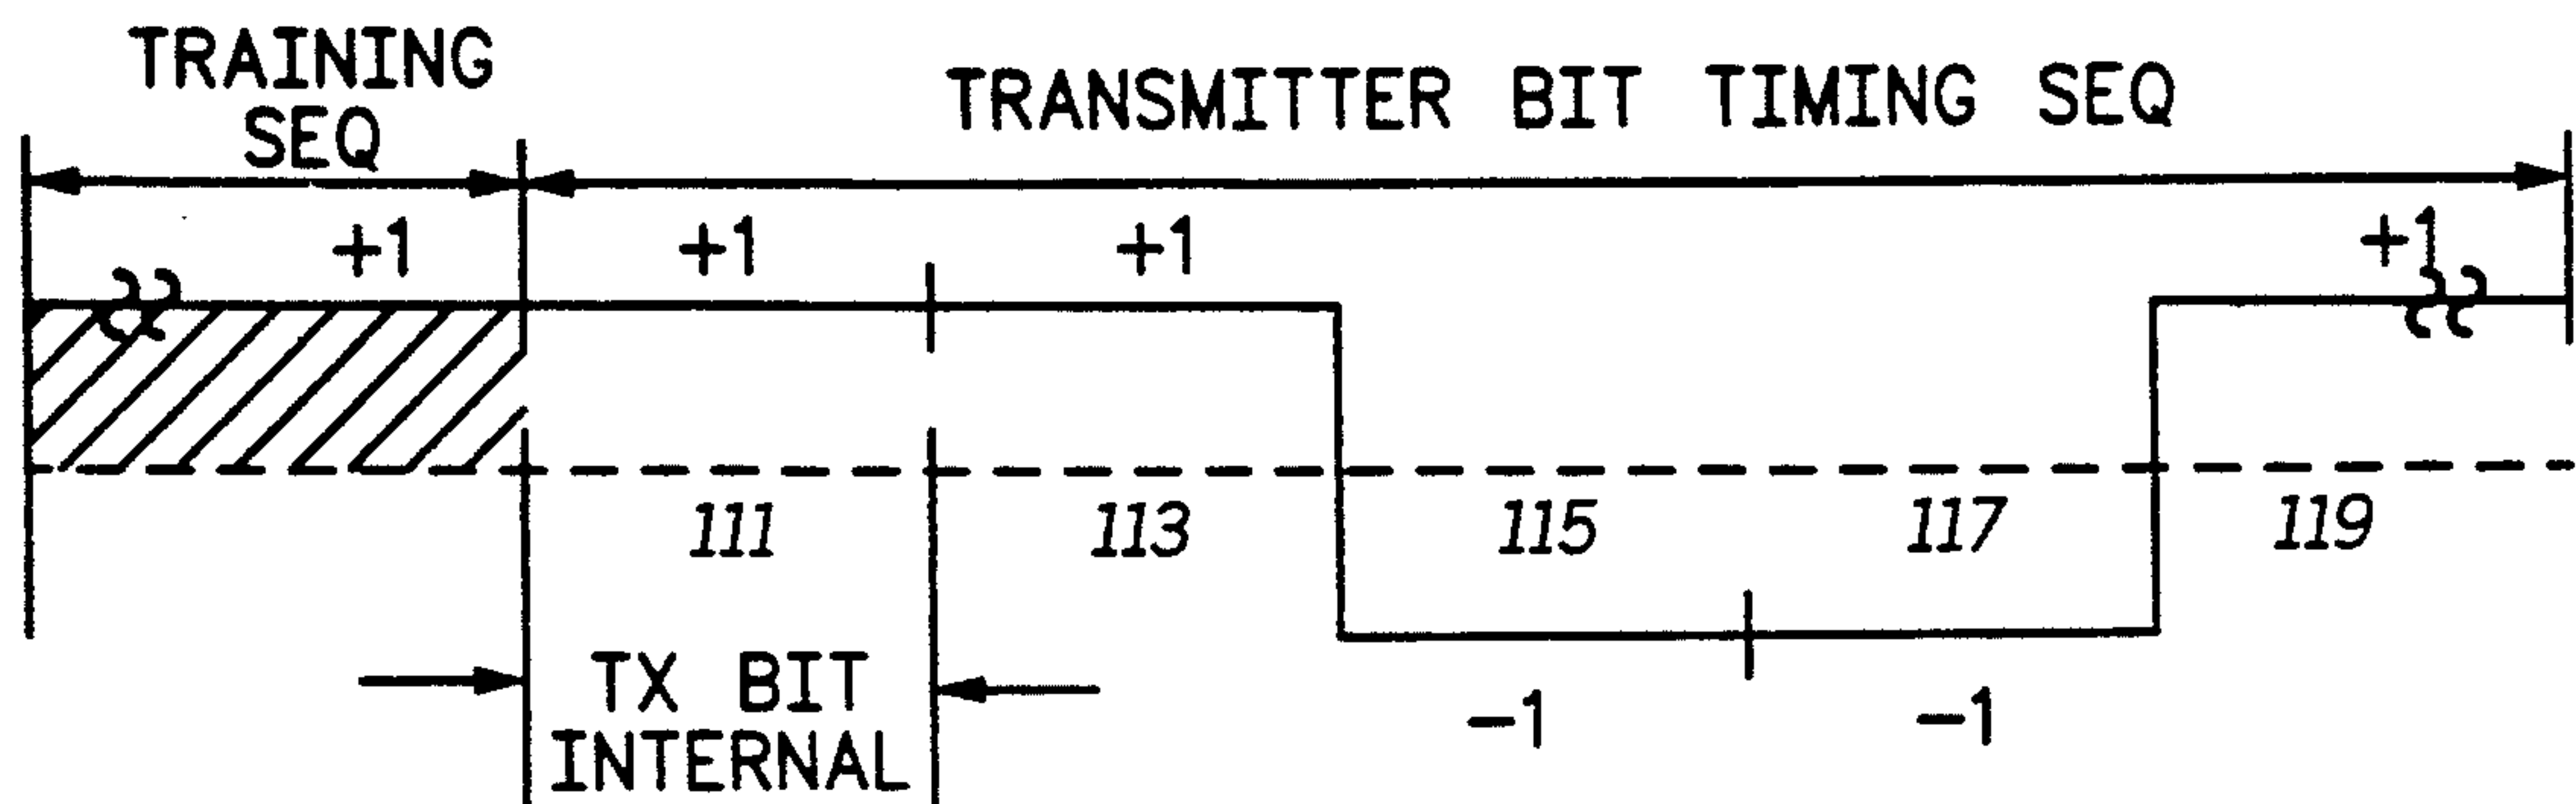 TRAINING
SEQ
TRANSMITTER BIT TIMING SEQ
+1 +1 +1 +1
111 113 115 117 119
TX BIT
INTERNAL
-1 -1